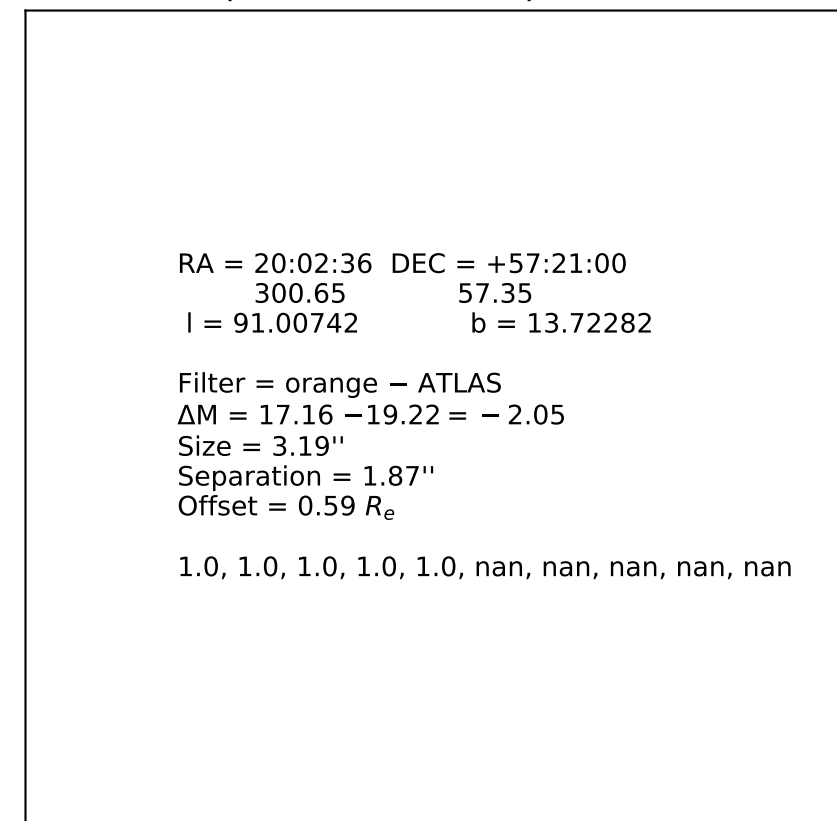 RA = 20:02:36 DEC = +57:21:00
300.65 57.35
l = 91.00742 b = 13.72282
Filter = orange − ATLAS
ΔM = 17.16 −19.22 = − 2.05
Size = 3.19''
Separation = 1.87''
Offset = 0.59 Rₑ
1.0, 1.0, 1.0, 1.0, 1.0, nan, nan, nan, nan, nan